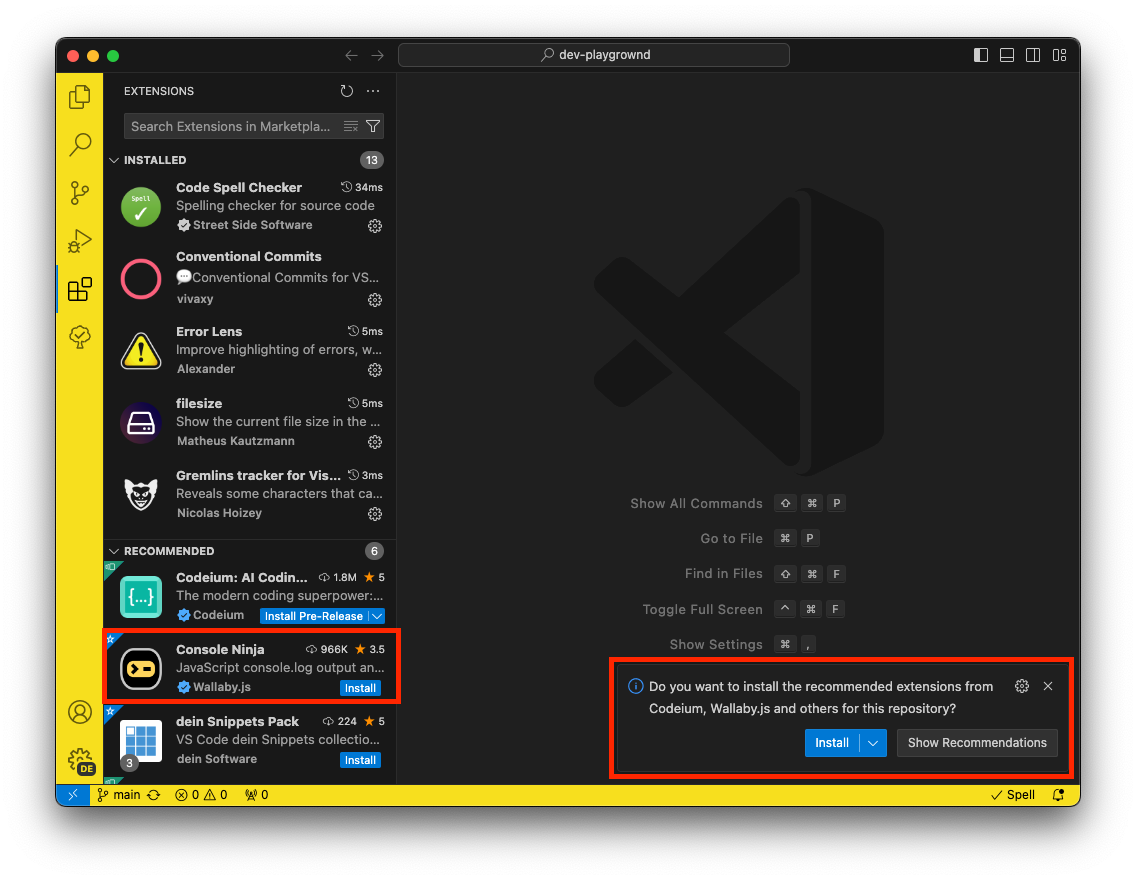 dev-playgrownd
EXTENSIONS
Search Extensions in Marketpla...
INSTALLED 13
Spell
Code Spell Checker 34ms
Spelling checker for source code
Street Side Software
Conventional Commits
💬Conventional Commits for VS...
vivaxy
Error Lens 5ms
Improve highlighting of errors, w...
Alexander
filesize 5ms
Show the current file size in the ...
Matheus Kautzmann
Gremlins tracker for Vis... 3ms
Reveals some characters that ca...
Nicolas Hoizey
RECOMMENDED 6
{...}
Codeium: AI Codin... 1.8M ★ 5
The modern coding superpower:...
Codeium Install Pre-Release
Console Ninja 966K ★ 3.5
JavaScript console.log output an...
Wallaby.js Install
dein Snippets Pack 224 ★ 5
VS Code dein Snippets collectio...
3
dein Software Install
DE
Show All Commands ⇧ ⌘ P
Go to File ⌘ P
Find in Files ⇧ ⌘ F
Toggle Full Screen ^ ⌘ F
Show Settings ⌘ ,
Do you want to install the recommended extensions from
Codeium, Wallaby.js and others for this repository?
Install Show Recommendations
main 0 0 0 Spell